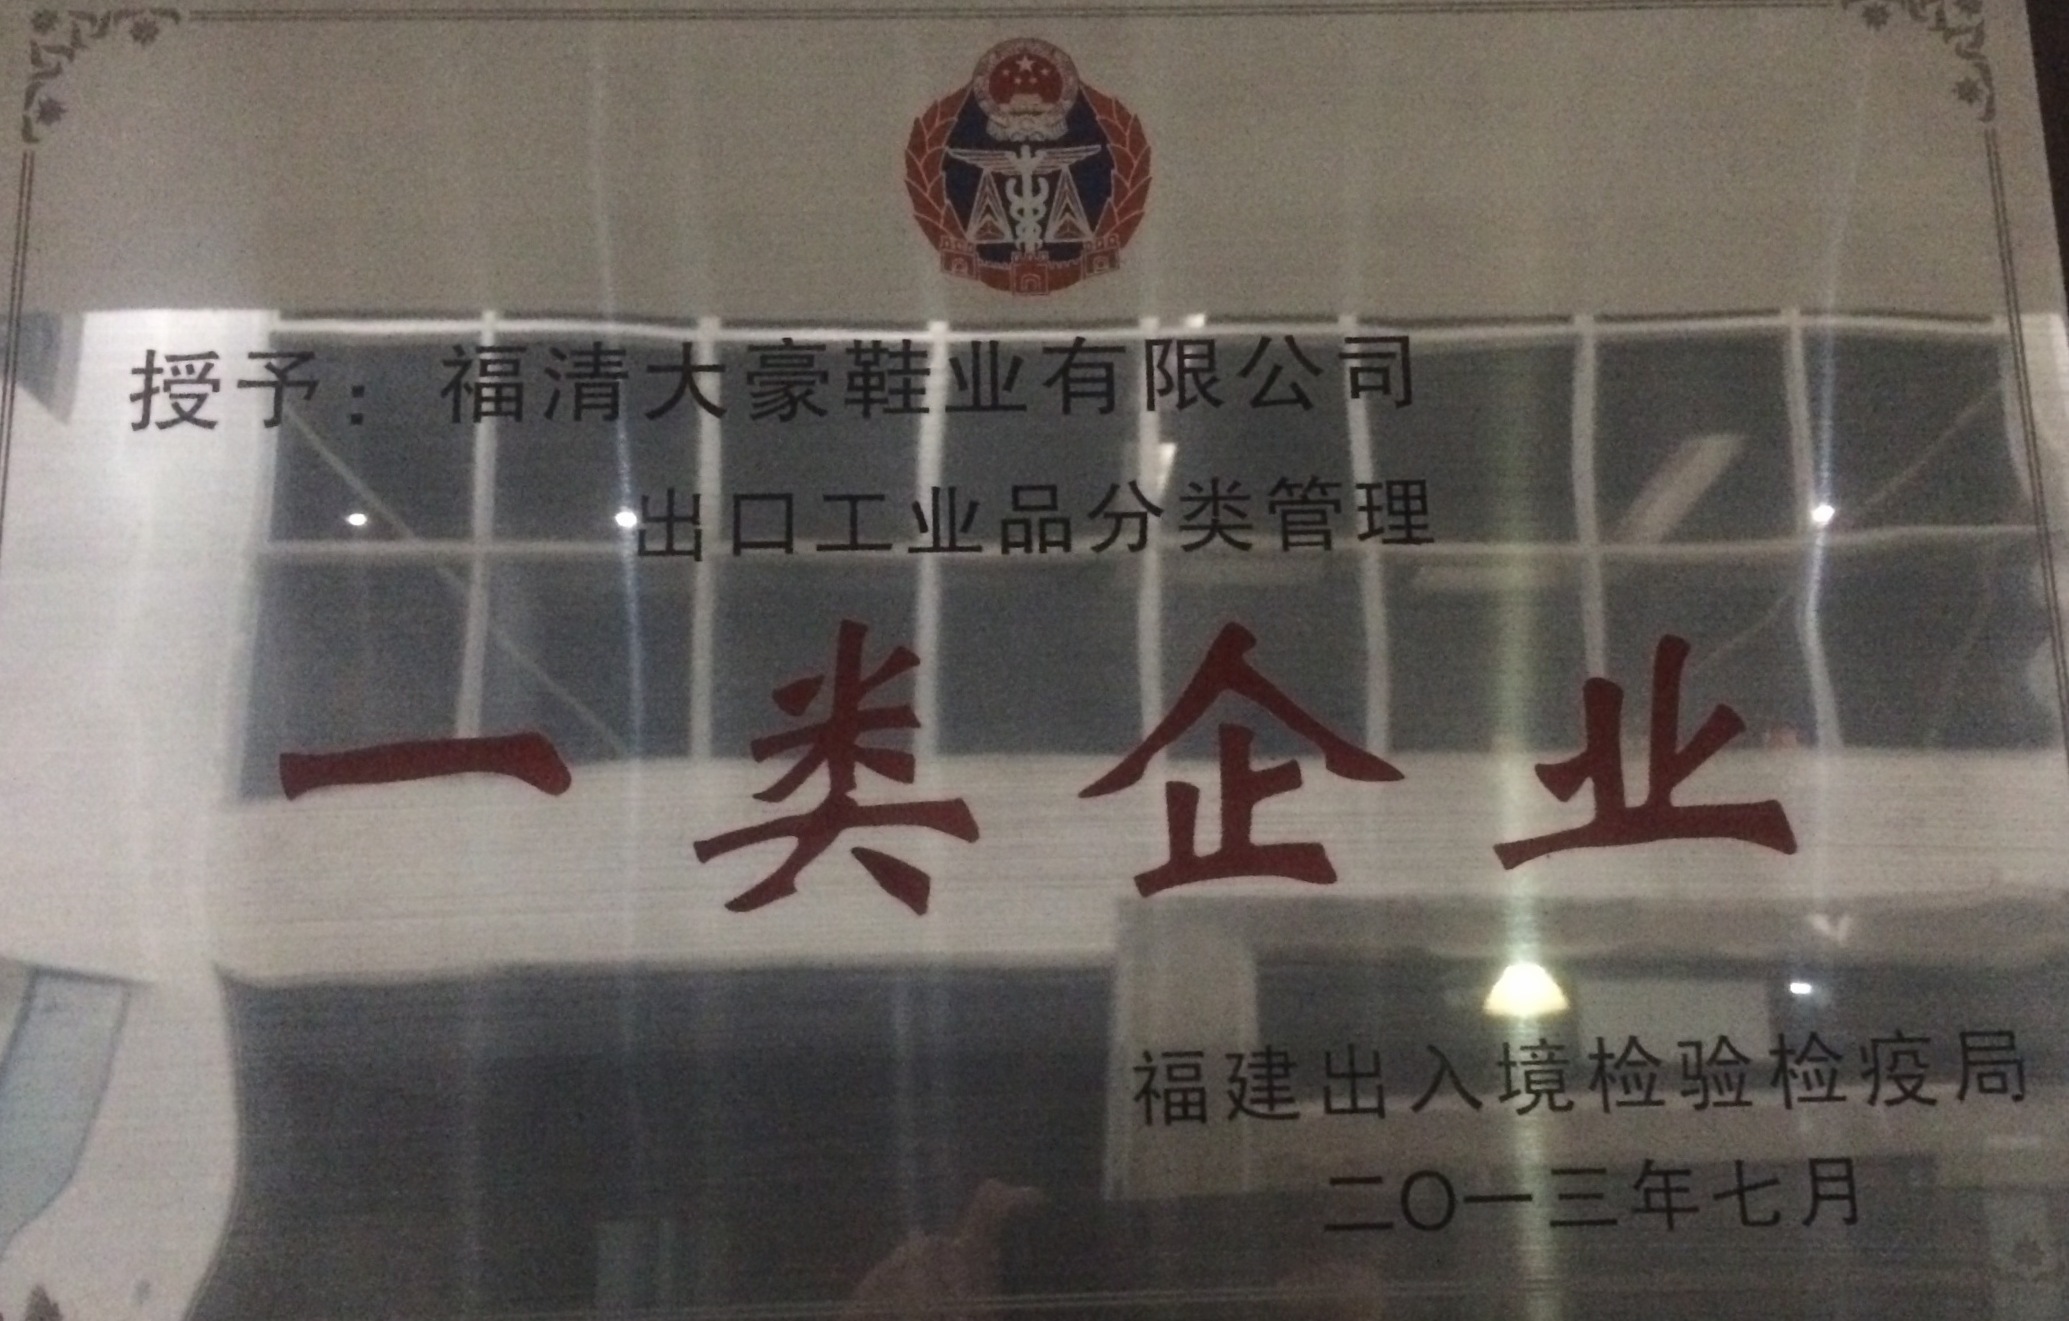 授予：福清大豪鞋业有限公司
出口工业品分类管理
一类企业
福建出入境检验检疫局
二〇一三年七月